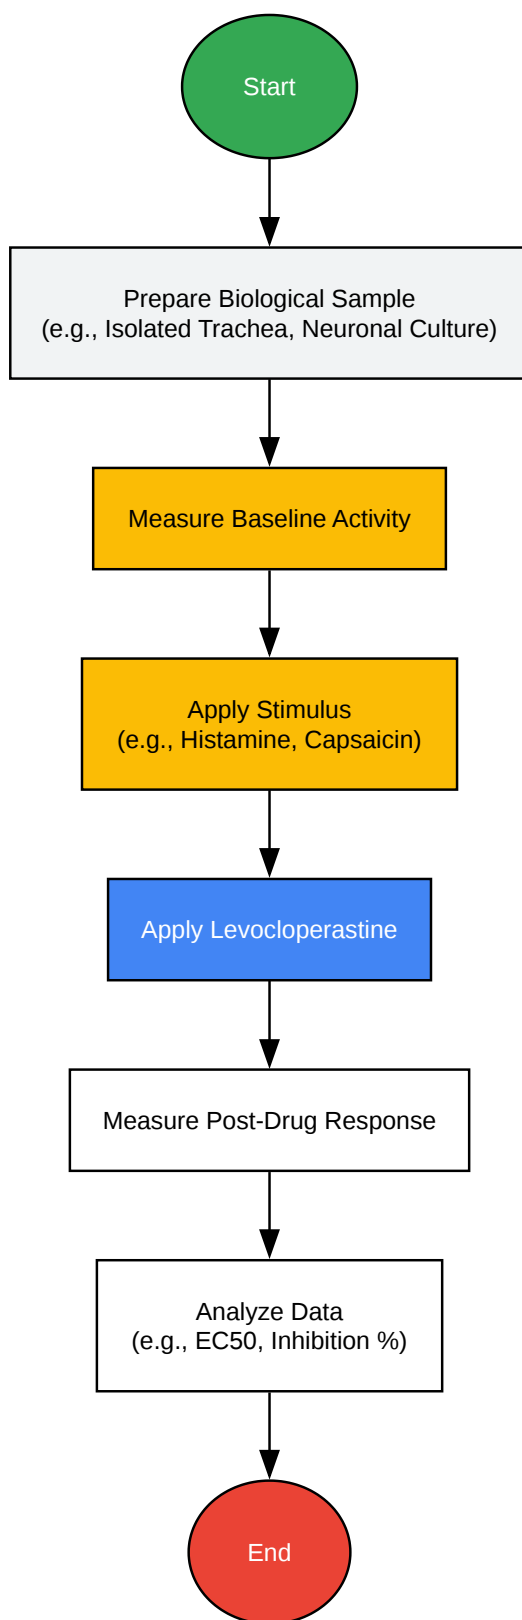 Start
Prepare Biological Sample
(e.g., Isolated Trachea, Neuronal Culture)
Measure Baseline Activity
Apply Stimulus
(e.g., Histamine, Capsaicin)
Apply Levocloperastine
Measure Post-Drug Response
Analyze Data
(e.g., EC50, Inhibition %)
End